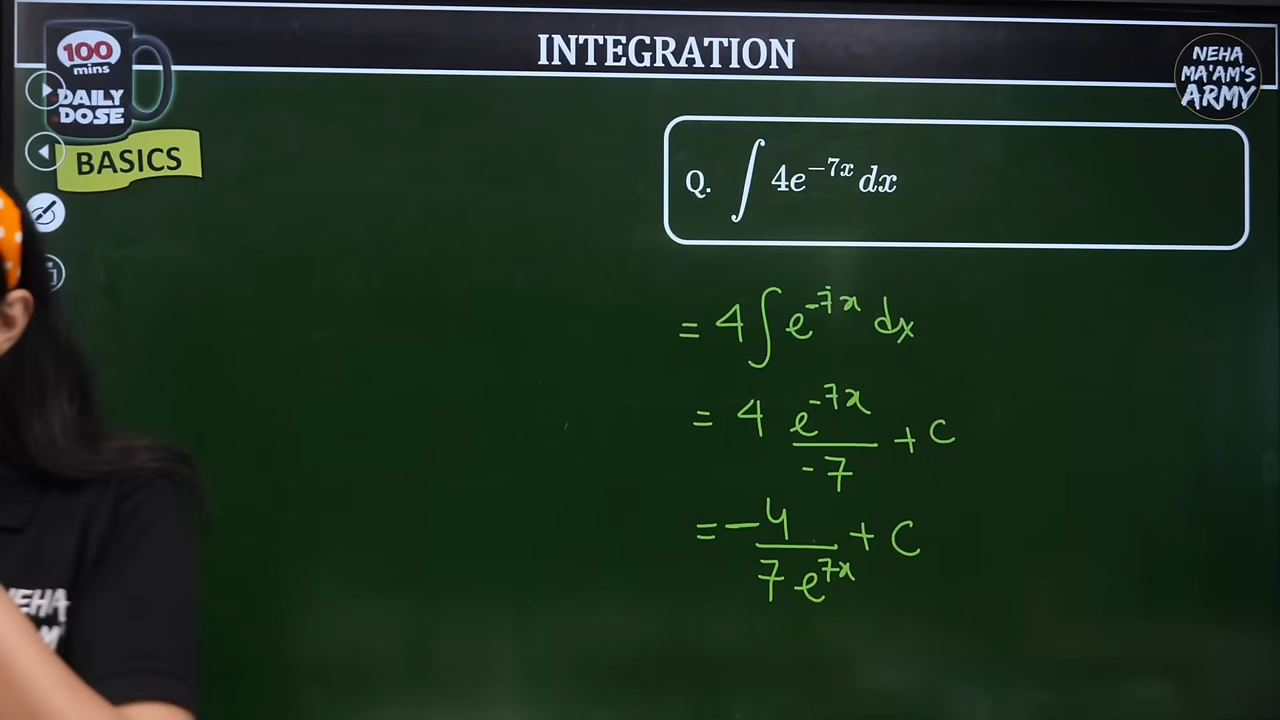 INTEGRATION
100
mins
DAILY
DOSE
BASICS
NEHA
MA'AM'S
ARMY
Q. ∫ 4e^{-7x} dx
= 4 ∫ e^{-7x} dx
= 4 e^{-7x}/-7 + C
= -4/7e^{7x} + C